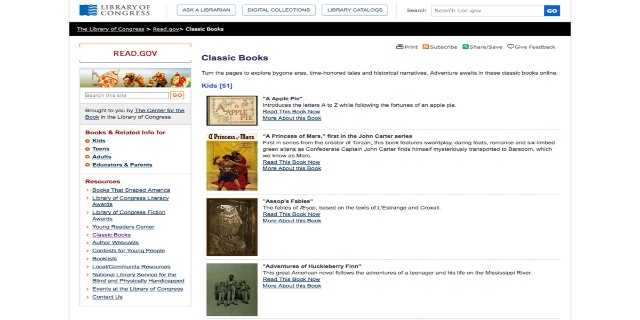 LIBRARY OF CONGRESS
ASK A LIBRARIAN
DIGITAL COLLECTIONS
LIBRARY CATALOGS
Search
Search Loc.gov
GO
The Library of Congress > Read.gov > Classic Books
READ.GOV
Search this site
GO
Brought to you by The Center for the
Book in the Library of Congress
Books & Related Info for
Kids
Teens
Adults
Educators & Parents
Resources
Books That Shaped America
Library of Congress Literacy
Awards
Library of Congress Fiction
Awards
Young Readers Center
Classic Books
Author Webcasts
Contests for Young People
Booklists
Local/Community Resources
National Library Service for the
Blind and Physically Handicapped
Events at the Library of Congress
Contact Us
Print
Subscribe
Share/Save
Give Feedback
Classic Books
Turn the pages to explore bygone eras, time-honored tales and historical narratives. Adventure awaits in these classic books online.
Kids [51]
A APPLE PIE
"A Apple Pie"
Introduces the letters A to Z while following the fortunes of an apple pie.
Read This Book Now
More About this Book
A Princess of Mars
"A Princess of Mars," first in the John Carter series
First in series from the creator of Tarzan, this book features swordplay, daring feats, romance and six-limbed
green aliens as Confederate Captain John Carter finds himself mysteriously transported to Barsoom, which
we know as Mars.
Read This Book Now
More About this Book
"Aesop's Fables"
The fables of Æsop, based on the texts of L'Estrange and Croxall.
Read This Book Now
More About this Book
"Adventures of Huckleberry Finn"
This great American novel follows the adventures of a teenager and his life on the Mississippi River.
Read This Book Now
More About this Book